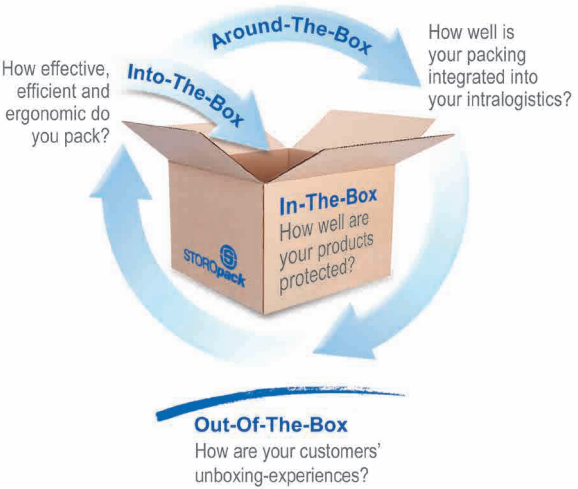 Around-The-Box
How well is
your packing
integrated into
your intralogistics?
How effective,
efficient and
ergonomic do
you pack?
Into-The-Box
In-The-Box
How well are
your products
protected?
STOROpack
Out-Of-The-Box
How are your customers'
unboxing-experiences?